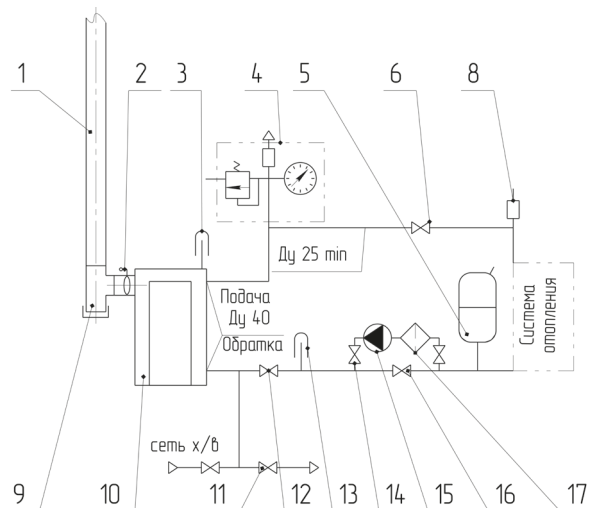 1
2
3
4
5
6
8
Ду 25 min
Подача
Ду 40
Обратка
Система
отопления
сеть х/в
9
10
11
12
13
14
15
16
17